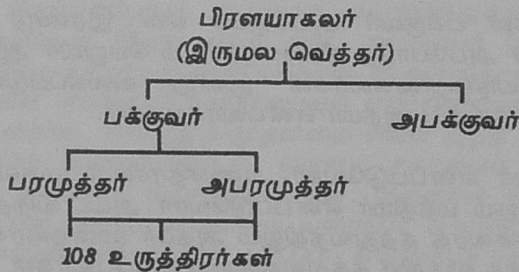 பிரளயாகலர்
(இருமல வெத்தர்)
பக்குவர் அபக்குவர்
பரமுத்தர் அபரமுத்தர்
108 உருத்திரர்கள்